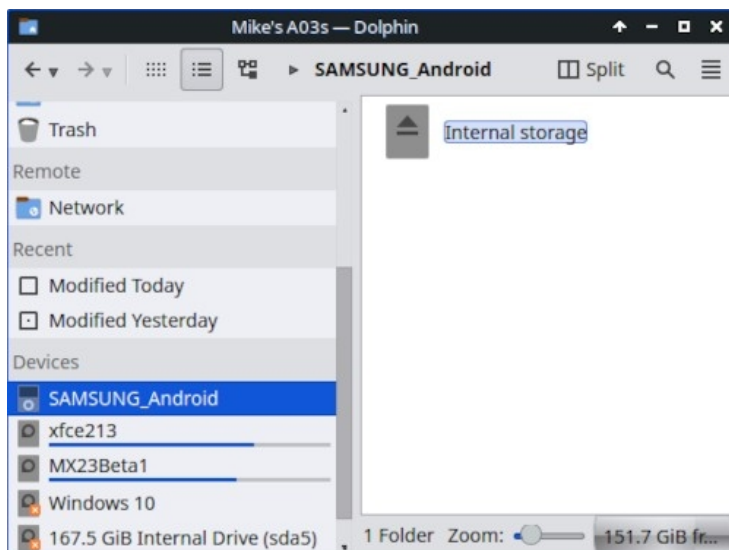 Mike's A03s — Dolphin
SAMSUNG_Android Split
Trash
Remote
Network
Recent
Modified Today
Modified Yesterday
Devices
SAMSUNG_Android
xfce213
MX23Beta1
Windows 10
167.5 GiB Internal Drive (sda5)
Internal storage
1 Folder Zoom: 151.7 GiB fr...